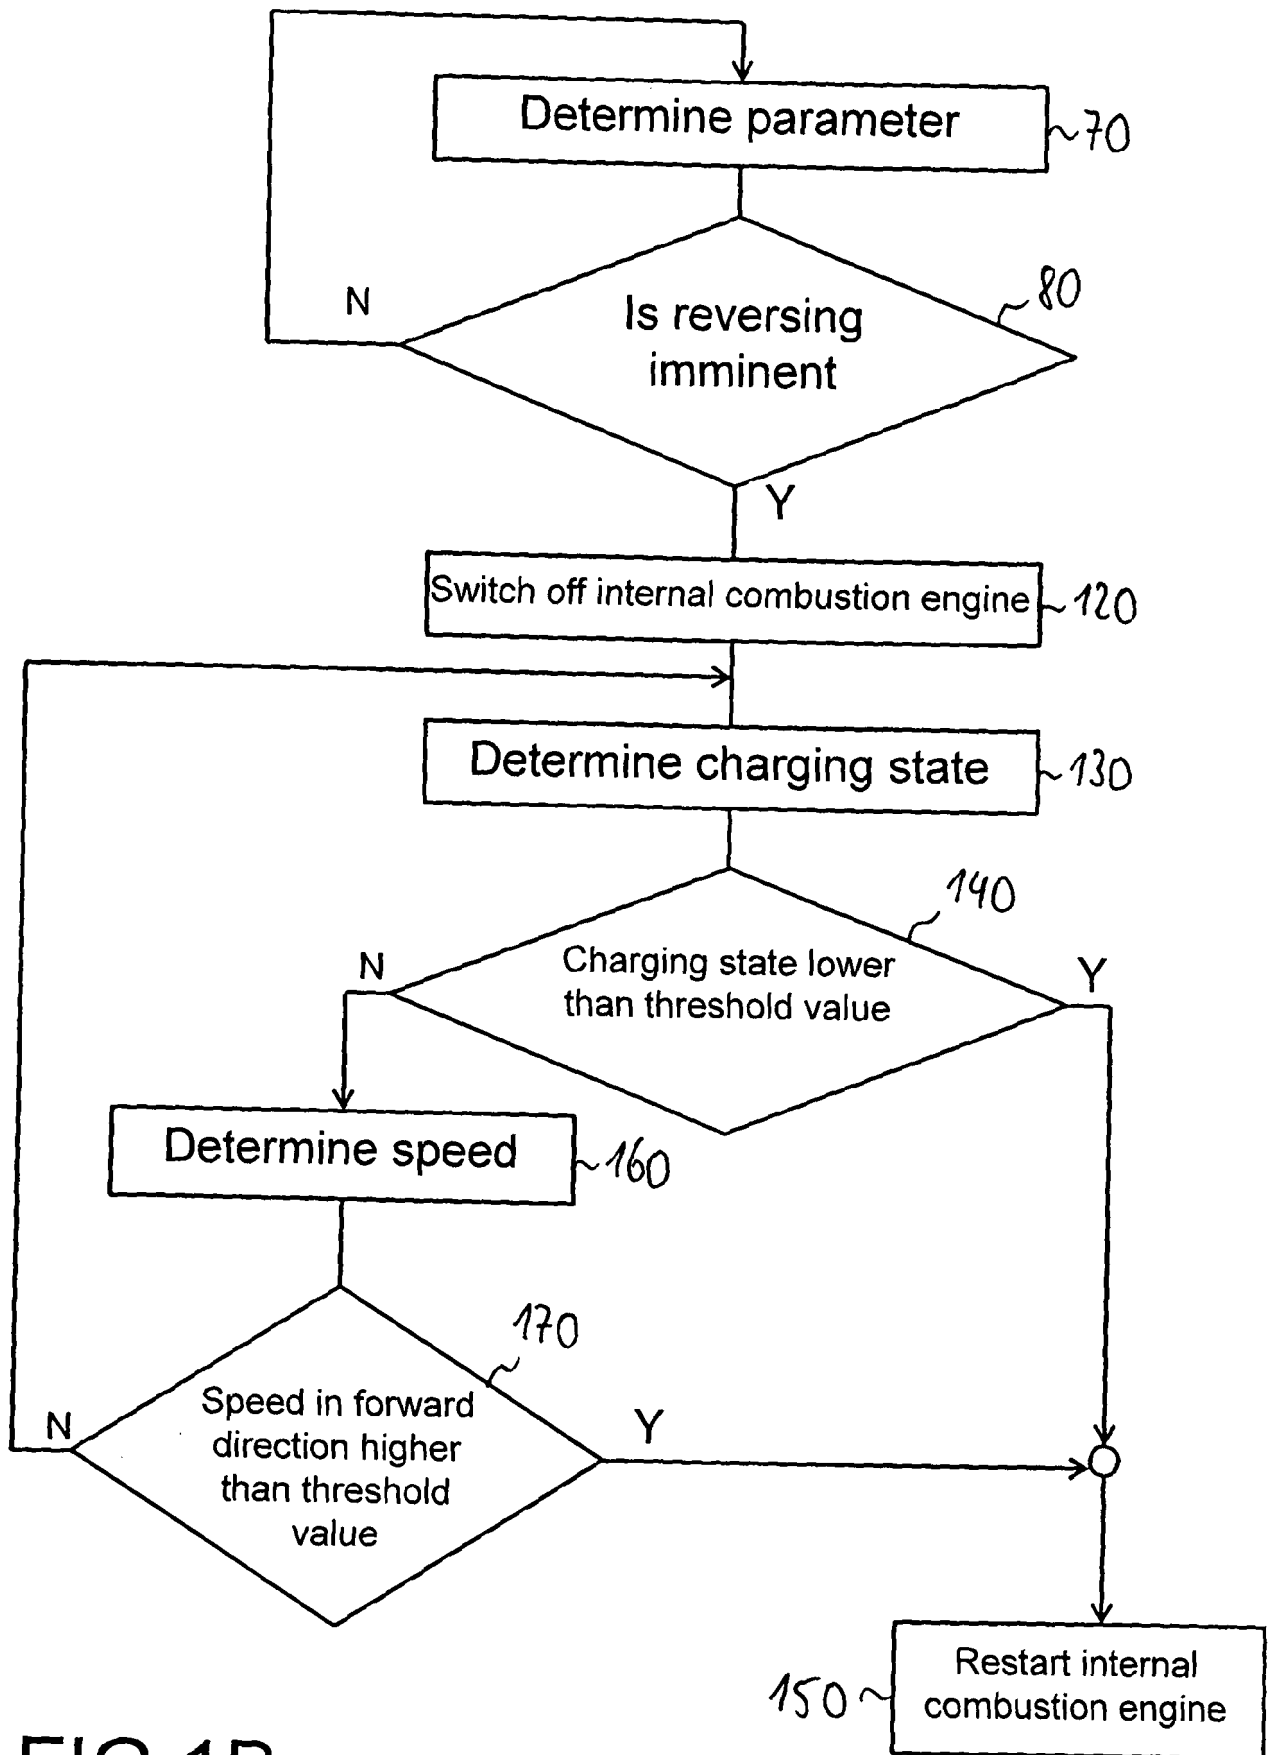 Determine parameter
70
N
Is reversing
imminent
80
Y
Switch off internal combustion engine
120
Determine charging state
130
140
N
Charging state lower
than threshold value
Y
Determine speed
160
170
N
Speed in forward
direction higher
than threshold
value
Y
Restart internal
combustion engine
150
FIG 1B